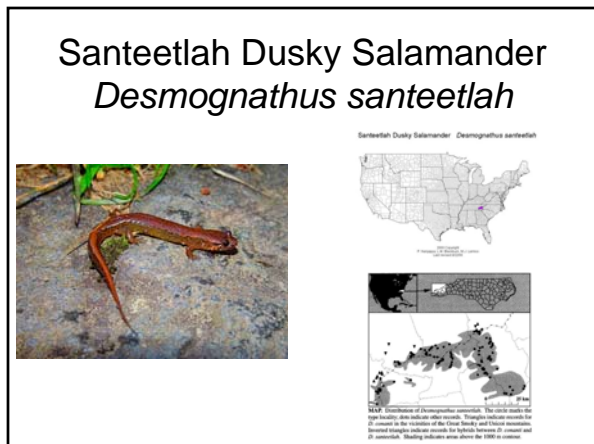 Santeetlah Dusky Salamander
Desmognathus santeetlah
Santeetlah Dusky Salamander Desmognathus santeetlah
25 km
MAP. Distribution of Desmognathus santeetlah. The circle marks the
type locality; dots indicate other records. Triangles indicate records for
D. conanti in the vicinities of the Great Smoky and Unicoi mountains.
Inverted triangles indicate records for hybrids between D. conanti and
D. santeetlah. Shading indicates areas above the 1000 m contour.